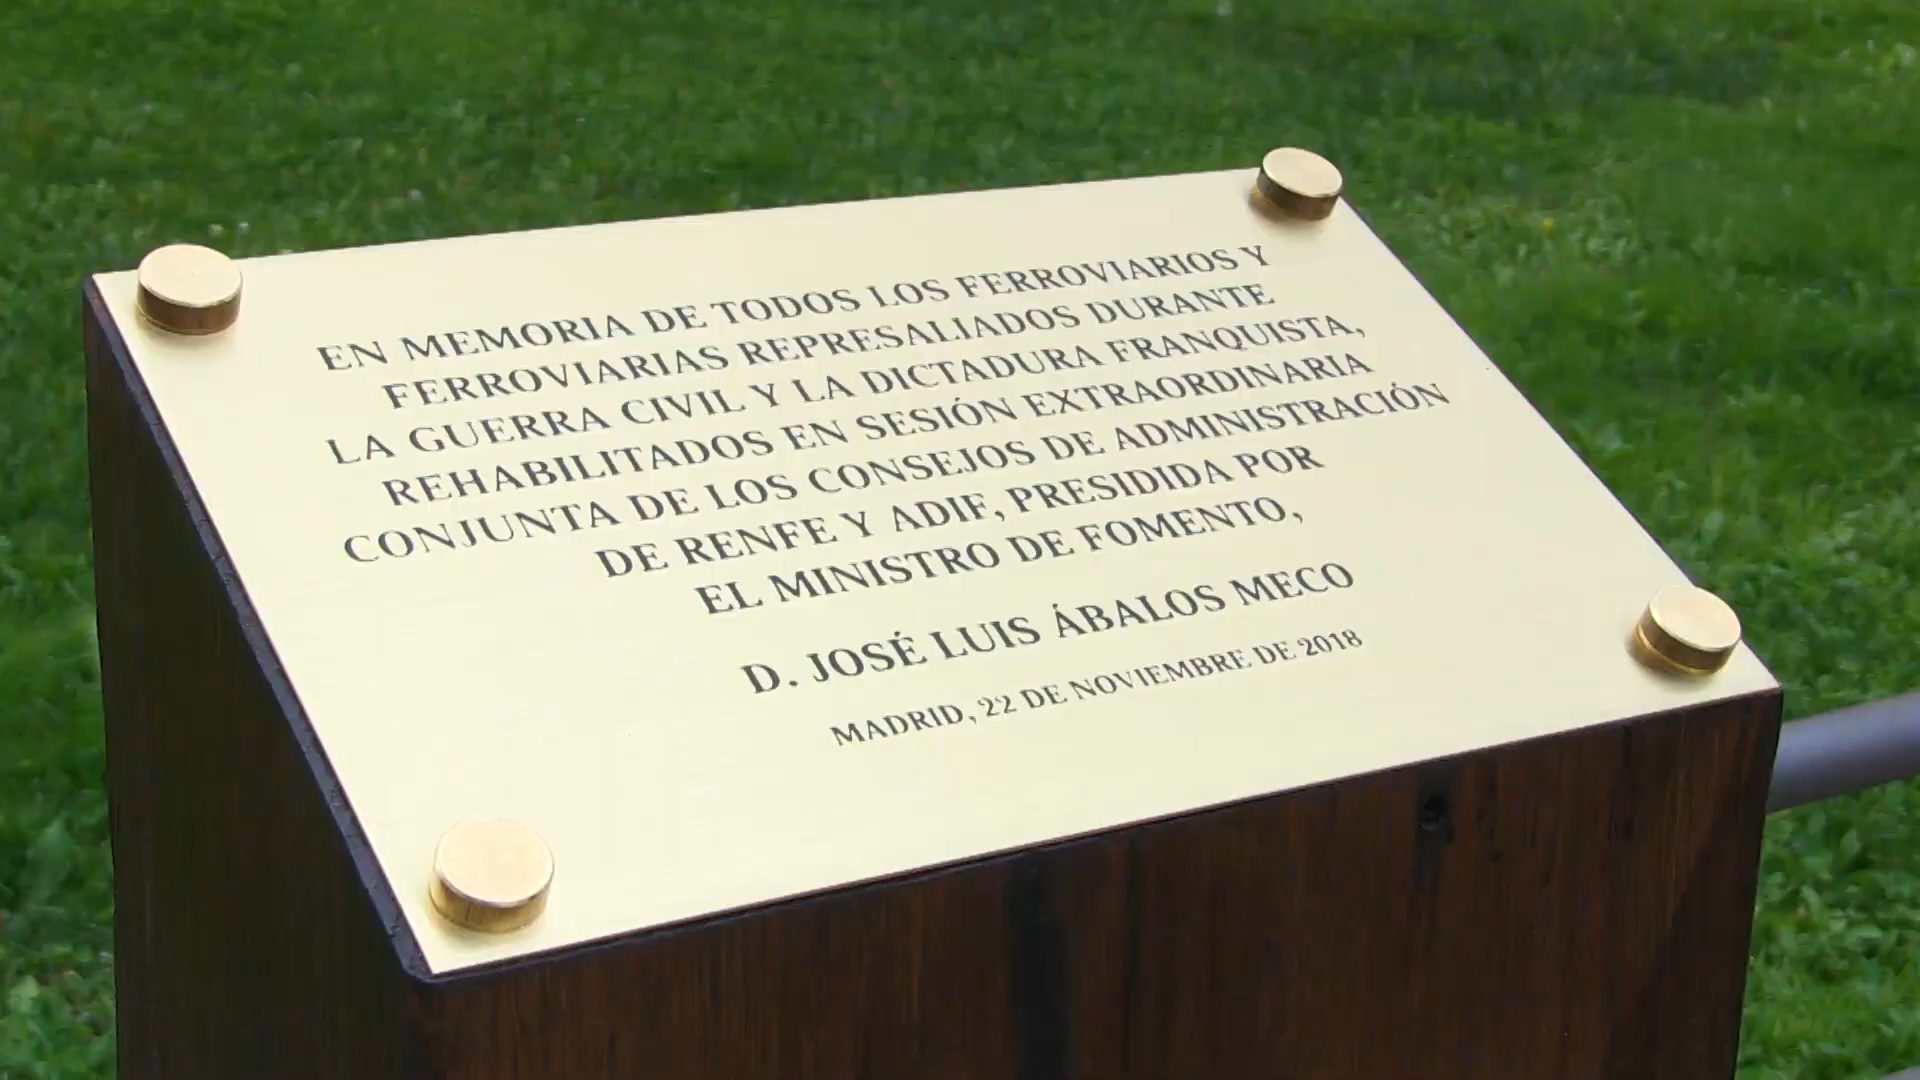 EN MEMORIA DE TODOS LOS FERROVIARIOS Y
FERROVIARIAS REPRESALIADOS DURANTE
LA GUERRA CIVIL Y LA DICTADURA FRANQUISTA,
REHABILITADOS EN SESIÓN EXTRAORDINARIA
CONJUNTA DE LOS CONSEJOS DE ADMINISTRACIÓN
DE RENFE Y ADIF, PRESIDIDA POR
EL MINISTRO DE FOMENTO,
D. JOSÉ LUIS ÁBALOS MECO
MADRID, 22 DE NOVIEMBRE DE 2018